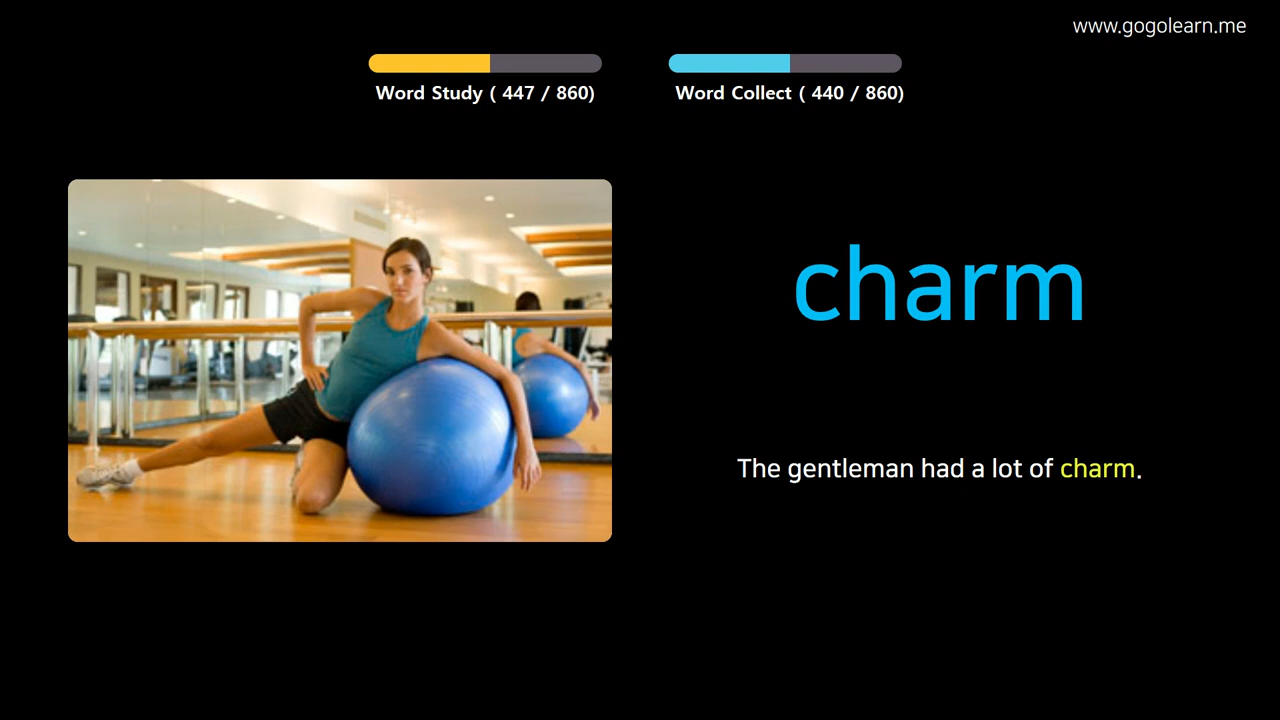 www.gogolearn.me
Word Study ( 447 / 860)
Word Collect ( 440 / 860)
charm
The gentleman had a lot of charm.